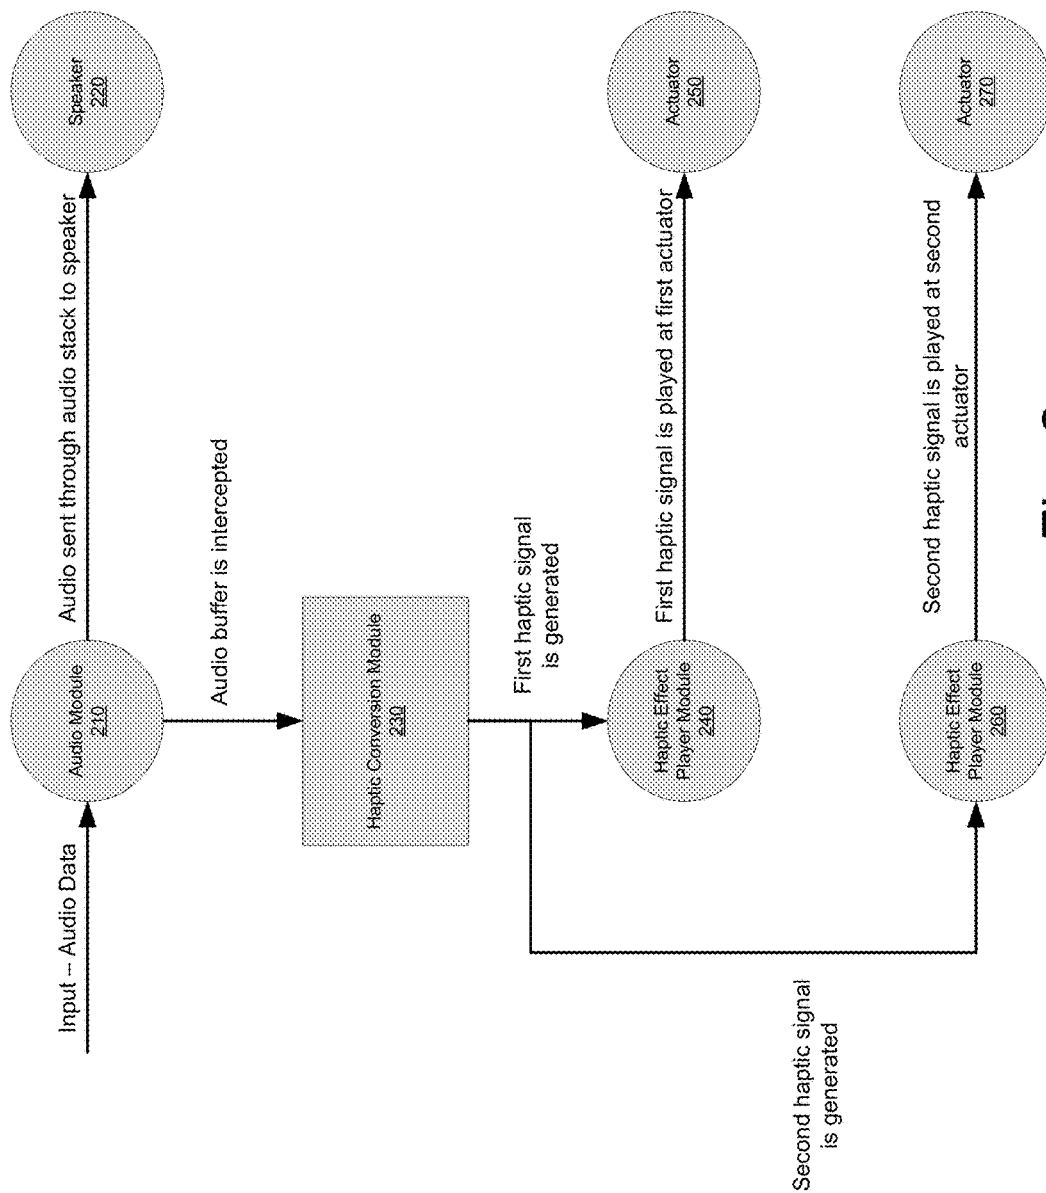 Input -- Audio Data
Audio Module
210
Audio sent through audio stack to speaker
Speaker
220
Audio buffer is intercepted
Haptic Conversion Module
230
First haptic signal
is generated
Haptic Effect
Player Module
240
First haptic signal is played at first actuator
Actuator
250
Second haptic signal
is generated
Haptic Effect
Player Module
260
Second haptic signal is played at second
actuator
Actuator
270